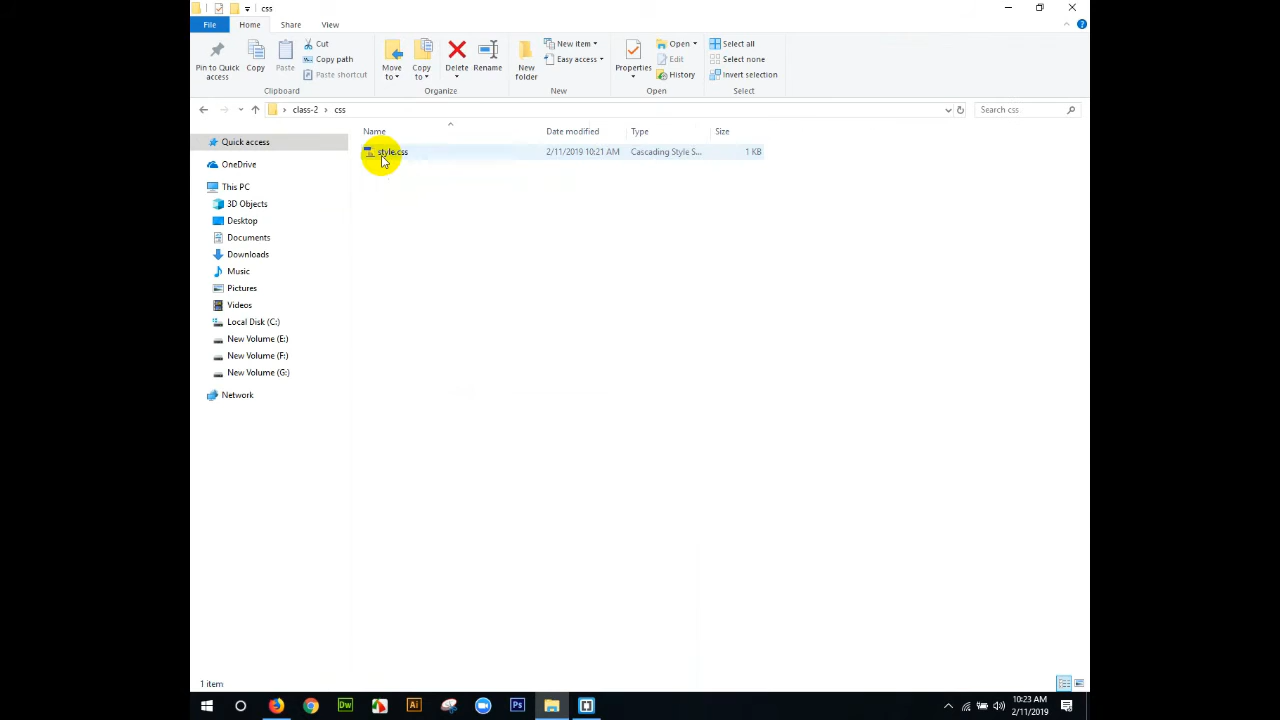 css
File Home Share View
Pin to Quick access
Copy
Paste
Cut
Copy path
Paste shortcut
Clipboard
Move to
Copy to
Delete
Rename
Organize
New folder
New item
Easy access
New
Properties
Open
Edit
History
Open
Select all
Select none
Invert selection
Select
class-2 css
Search css
Name Date modified Type Size
style.css 2/11/2019 10:21 AM Cascading Style S... 1 KB
Quick access
OneDrive
This PC
3D Objects
Desktop
Documents
Downloads
Music
Pictures
Videos
Local Disk (C:)
New Volume (E:)
New Volume (F:)
New Volume (G:)
Network
1 item
Dw Ai Ps
10:23 AM
2/11/2019